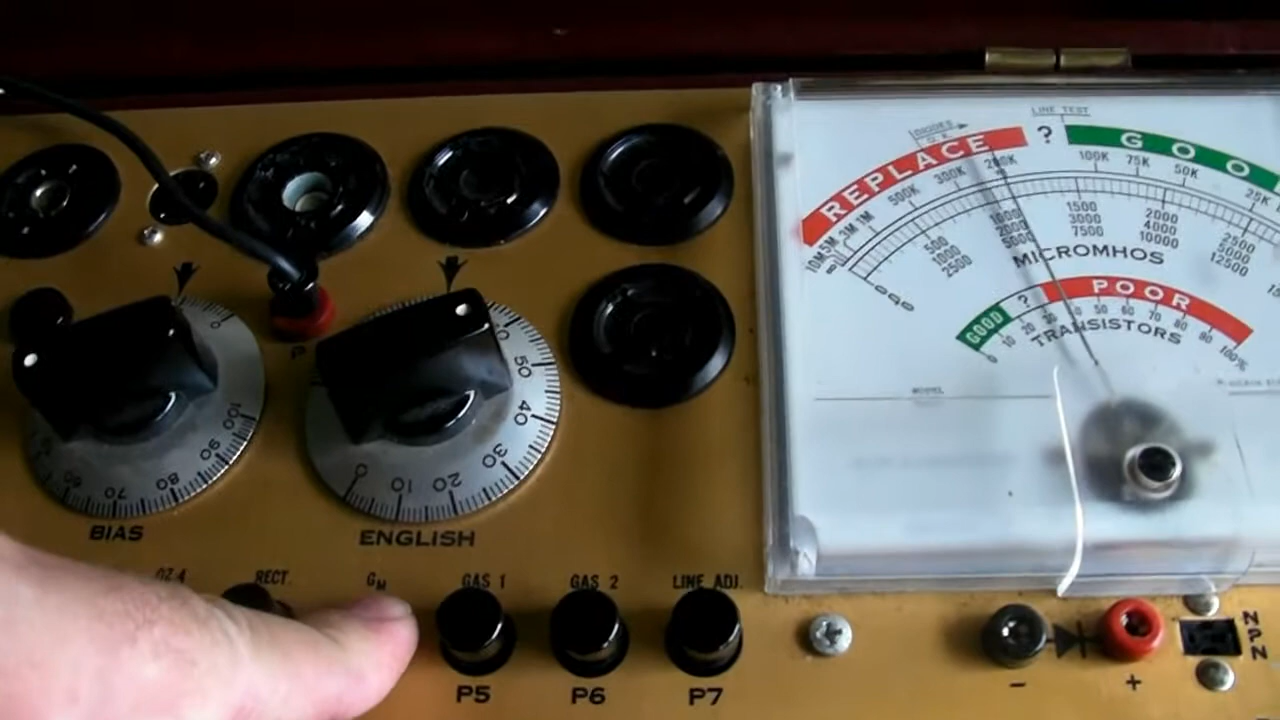 LINE TEST
REPLACE
?
GOO
10M 5M 3M 1M 500K 300K 200K 100K 75K 50K 25K
500 1000 1500 2000 2500
1000 2000 3000 4000 5000
2500 5000 7500 10000 12500
MICROMHOS
GOOD ? POOR
0 10 20 30 50 60 70 80 90 100%
TRANSISTORS
MODEL
0
100
90
80
70
60
BIAS
50
40
30
20
10
0
ENGLISH
OZ4
RECT.
GM
GAS 1
GAS 2
LINE ADJ.
P5
P6
P7
-
+
NPN